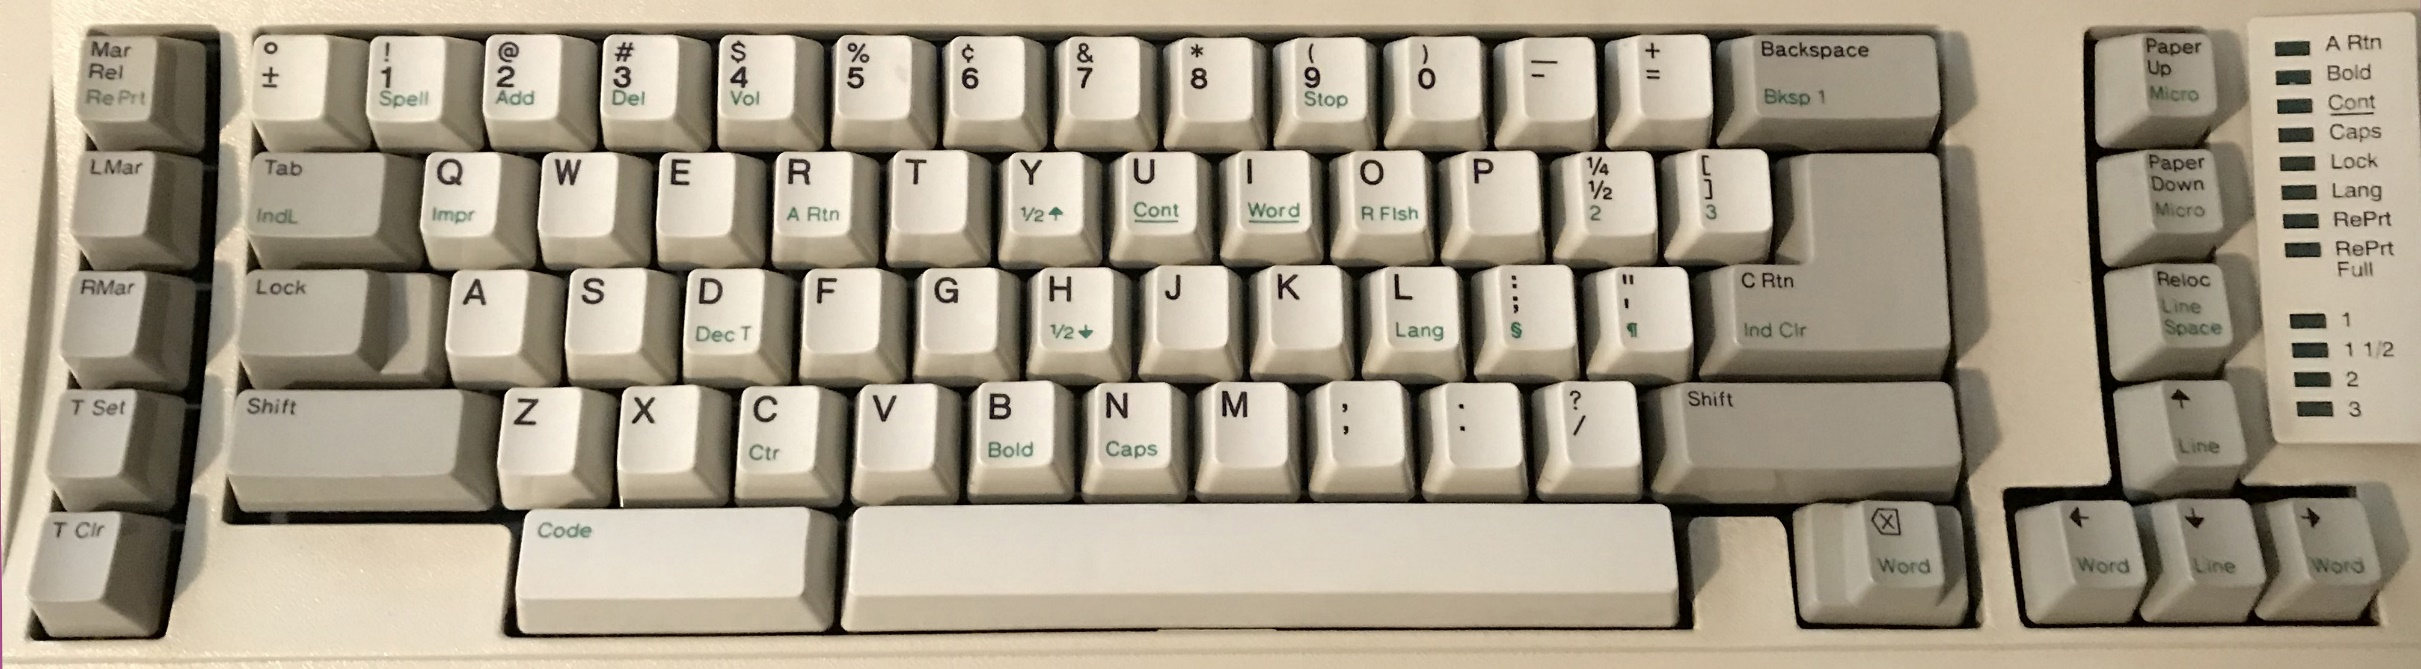 Mar
Rel
RePrt
°
±
!
1
Spell
@
2
Add
#
3
Del
$
4
Vol
%
5
¢
6
&
7
*
8
(
9
Stop
)
0
_
-
+
=
Backspace
Bksp 1
Paper
Up
Micro
LMar
Tab
IndL
Q
Impr
W
E
R
A Rtn
T
Y
1/2 ↑
U
Cont
I
Word
O
R Flsh
P
¼
½
2
[
]
3
Paper
Down
Micro
RMar
Lock
A
S
D
Dec T
F
G
H
1/2 ↓
J
K
L
Lang
:
;
§
"
'
¶
C Rtn
Ind Clr
Reloc
Line
Space
T Set
Shift
Z
X
C
Ctr
V
B
Bold
N
Caps
M
,
,
.
.
?
/
Shift
↑
Line
T Clr
Code
⌫
Word
←
Word
↓
Line
→
Word
A Rtn
Bold
Cont
Caps
Lock
Lang
RePrt
RePrt
Full
1
1 1/2
2
3